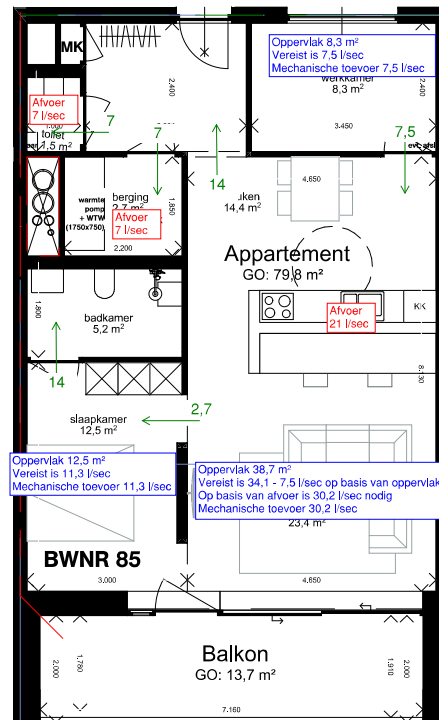 MK
Oppervlak 8,3 m²
Vereist is 7,5 l/sec
Mechanische toevoer 7,5 l/sec
werkkamer
8,3 m²
2.400
2.400
3.450
Afvoer
7 l/sec
toilet
1,5 m²
7
7
7,5
14
4,650
warmte
pomp
+ WTW
(1750x750)
berging
2,7 m²
Afvoer
7 l/sec
1,850
2.200
uken
14,4 m²
Appartement
GO: 79,8 m²
badkamer
5,2 m²
1.800
Afvoer
21 l/sec
KK
8.130
14
2,7
slaapkamer
12,5 m²
Oppervlak 12,5 m²
Vereist is 11,3 l/sec
Mechanische toevoer 11,3 l/sec
Oppervlak 38,7 m²
Vereist is 34,1 - 7,5 l/sec op basis van oppervlak
Op basis van afvoer is 30,2 l/sec nodig
Mechanische toevoer 30,2 l/sec
23,4 m²
BWNR 85
3.000
4.650
Balkon
GO: 13,7 m²
2.000
1.780
1.910
2.000
7.160